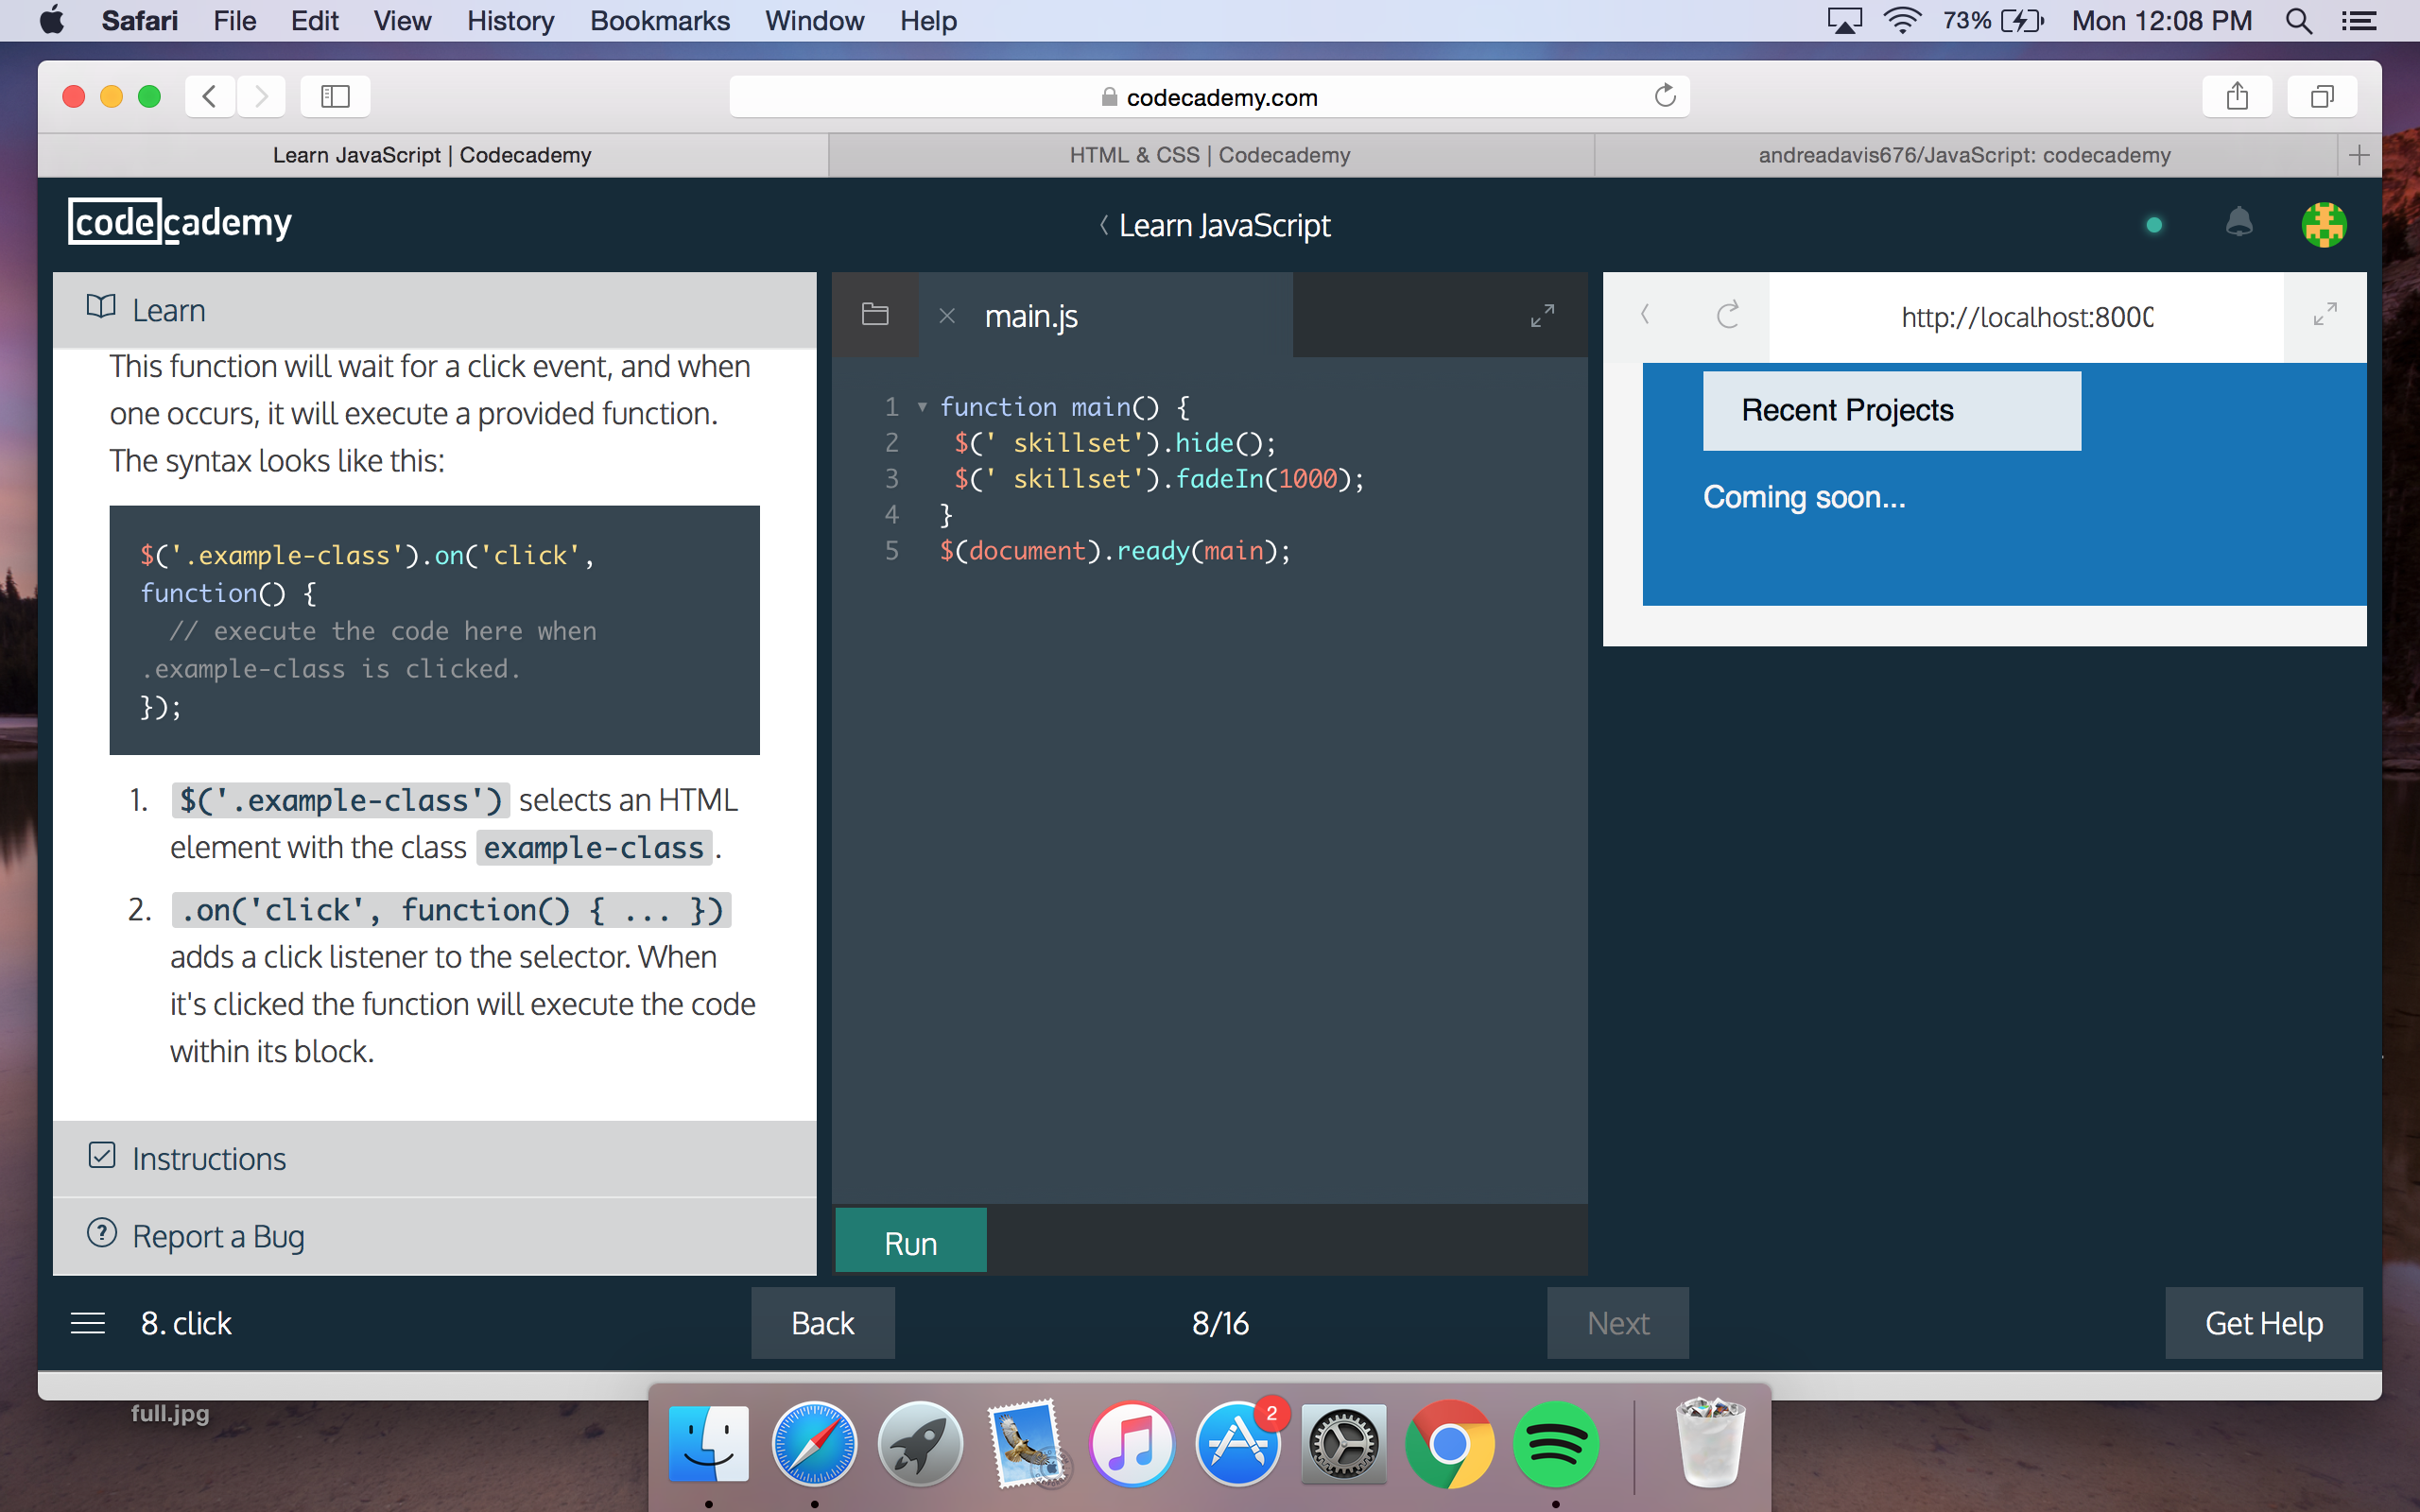 Safari File Edit View History Bookmarks Window Help 73% Mon 12:08 PM
codecademy.com
Learn JavaScript | Codecademy HTML & CSS | Codecademy andreadavis676/JavaScript: codecademy
codecademy Learn JavaScript
Learn
This function will wait for a click event, and when
one occurs, it will execute a provided function.
The syntax looks like this:
$('.example-class').on('click',
function() {
// execute the code here when
.example-class is clicked.
});
1. $('.example-class') selects an HTML
element with the class example-class.
2. .on('click', function() { ... })
adds a click listener to the selector. When
it's clicked the function will execute the code
within its block.
Instructions
Report a Bug
main.js
1 function main() {
2 $(' skillset').hide();
3 $(' skillset').fadeIn(1000);
4 }
5 $(document).ready(main);
Run
http://localhost:8000
Recent Projects
Coming soon...
8. click Back 8/16 Next Get Help
full.jpg
2